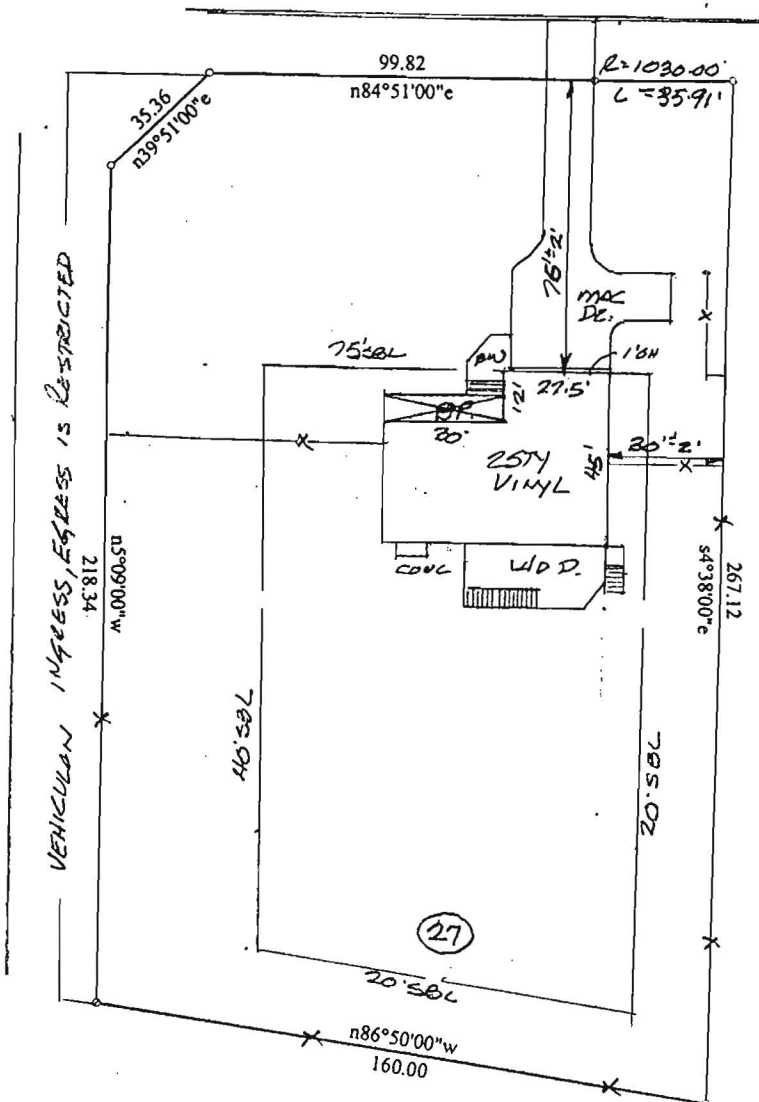 99.82
n84°51'00"e
R=1030.00'
L=35.91'
35.36
n39°51'00"e
76'±2'
MAC
DR.
75'±BL
BW
1'OH
27.5'
12'
O.P.
30'
2STY
VINYL
45'
30'±2'
CONC
W/D D.
VEHICULAR INGRESS, EGRESS IS RESTRICTED
n5°09'00"w
218.34
267.12
s4°38'00"e
40'SBL
20'SBL
27
20'SBL
n86°50'00"w
160.00